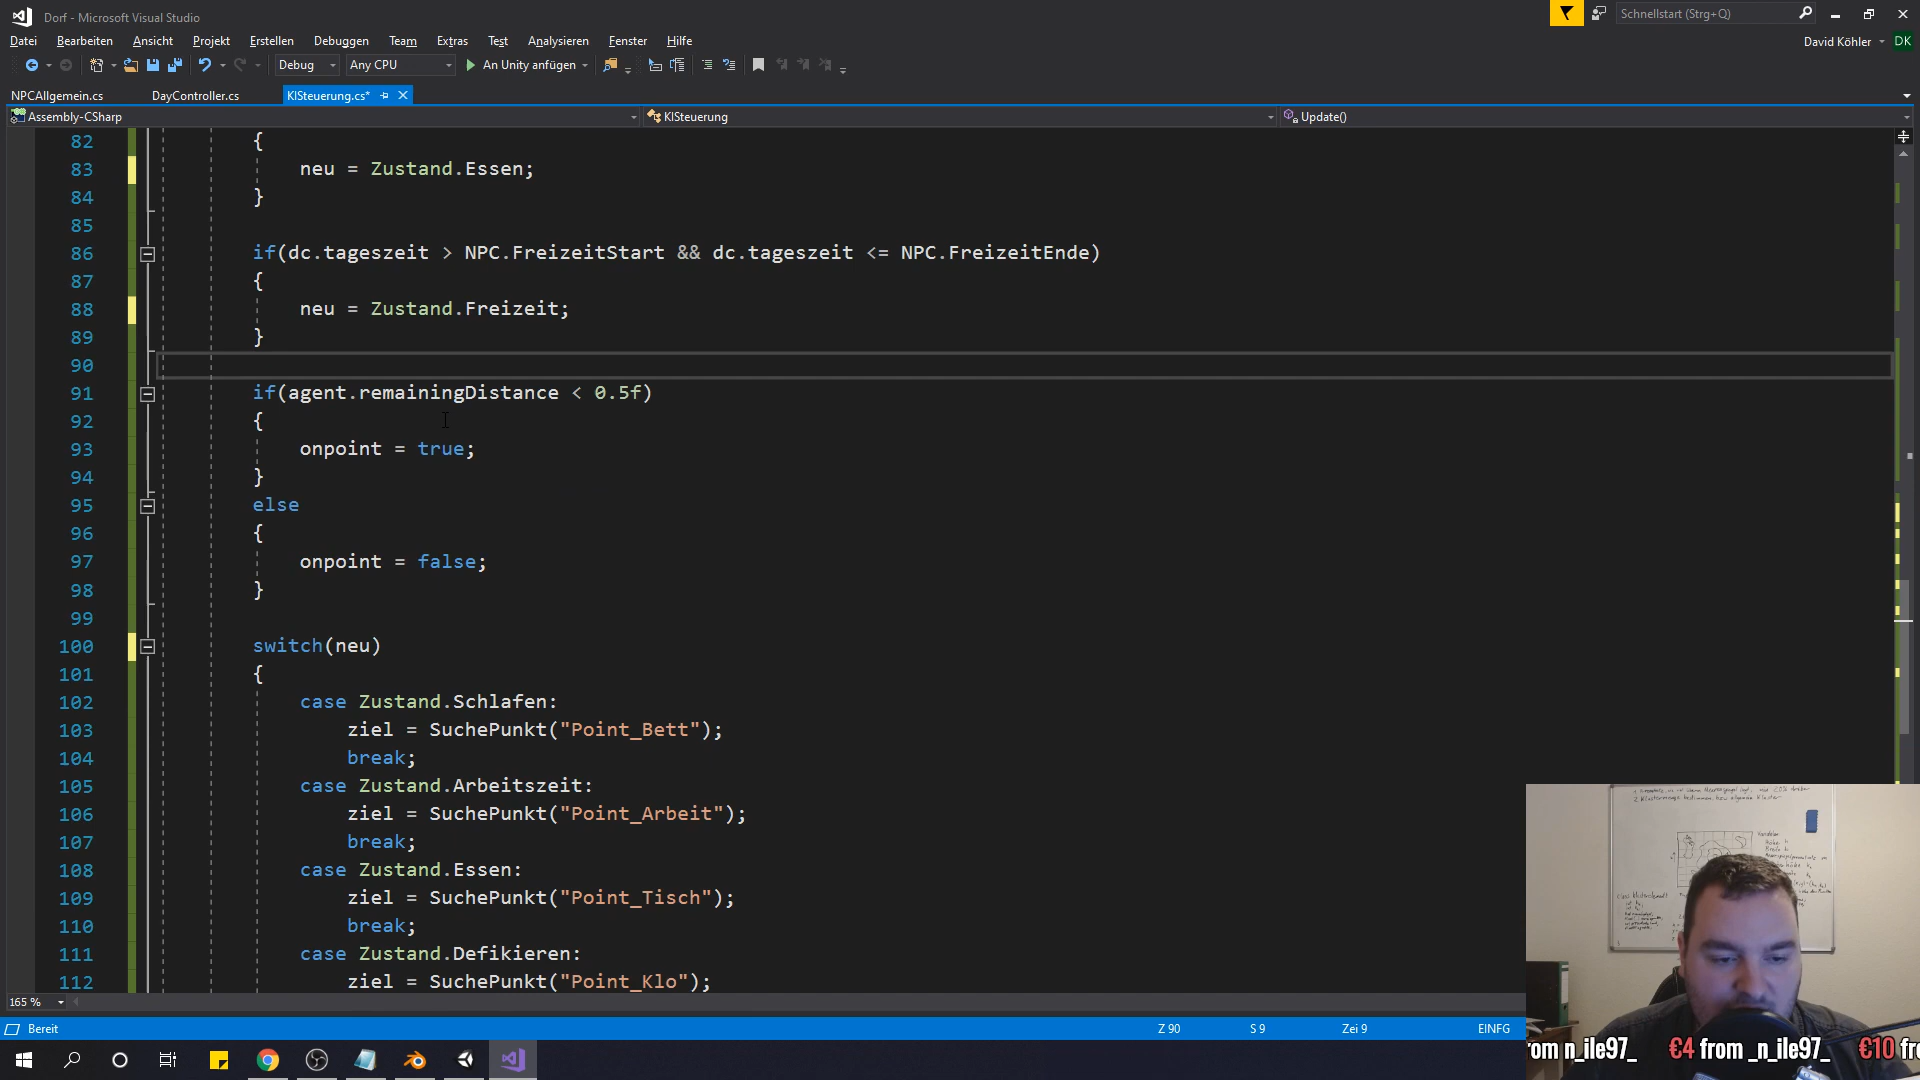 Dorf - Microsoft Visual Studio
Schnellstart (Strg+Q)
Datei Bearbeiten Ansicht Projekt Erstellen Debuggen Team Extras Test Analysieren Fenster Hilfe
David Köhler DK
Debug Any CPU An Unity anfügen
NPCAllgemein.cs DayController.cs KISteuerung.cs*
Assembly-CSharp KISteuerung Update()
82 {
83 neu = Zustand.Essen;
84 }
85
86 if(dc.tageszeit > NPC.FreizeitStart && dc.tageszeit <= NPC.FreizeitEnde)
87 {
88 neu = Zustand.Freizeit;
89 }
90
91 if(agent.remainingDistance < 0.5f)
92 {
93 onpoint = true;
94 }
95 else
96 {
97 onpoint = false;
98 }
99
100 switch(neu)
101 {
102 case Zustand.Schlafen:
103 ziel = SuchePunkt("Point_Bett");
104 break;
105 case Zustand.Arbeitszeit:
106 ziel = SuchePunkt("Point_Arbeit");
107 break;
108 case Zustand.Essen:
109 ziel = SuchePunkt("Point_Tisch");
110 break;
111 case Zustand.Defikieren:
112 ziel = SuchePunkt("Point_Klo");
165 %
Bereit Z 90 S 9 Zei 9 EINFG
rom n_ile97_ €4 from _n_ile97_ €10 fr